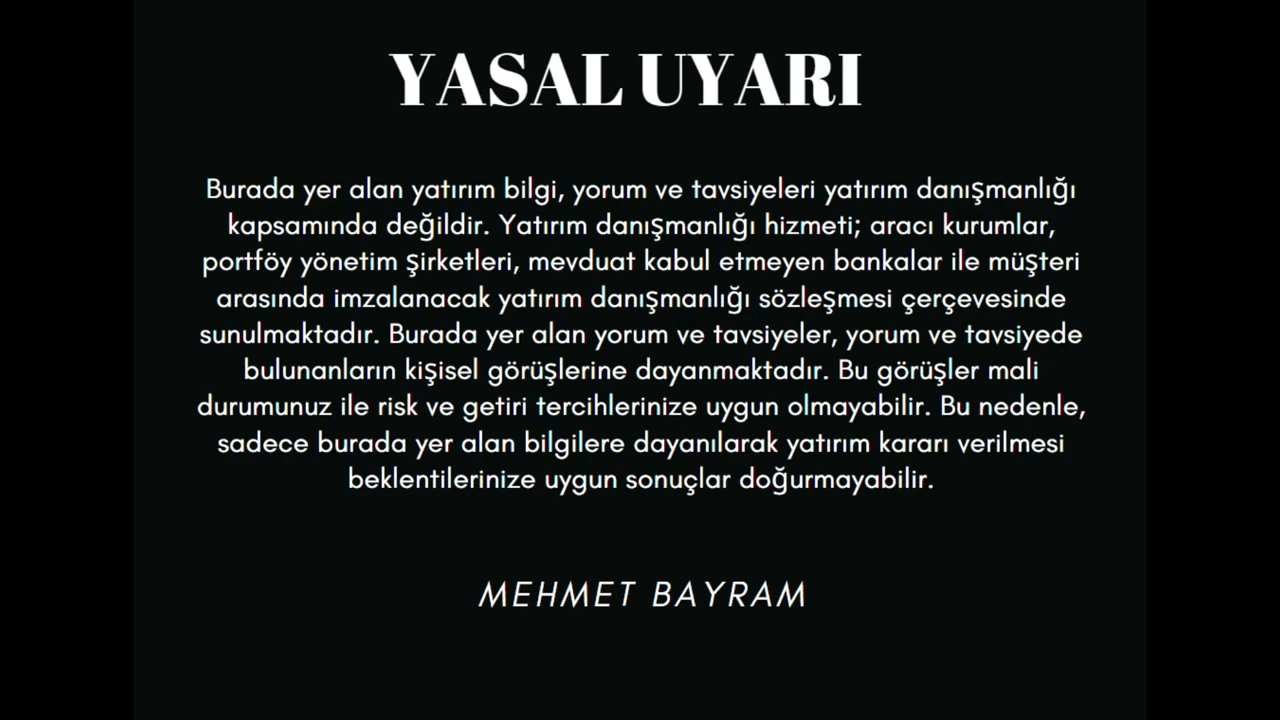 YASAL UYARI
Burada yer alan yatırım bilgi, yorum ve tavsiyeleri yatırım danışmanlığı
kapsamında değildir. Yatırım danışmanlığı hizmeti; aracı kurumlar,
portföy yönetim şirketleri, mevduat kabul etmeyen bankalar ile müşteri
arasında imzalanacak yatırım danışmanlığı sözleşmesi çerçevesinde
sunulmaktadır. Burada yer alan yorum ve tavsiyeler, yorum ve tavsiyede
bulunanların kişisel görüşlerine dayanmaktadır. Bu görüşler mali
durumunuz ile risk ve getiri tercihlerinize uygun olmayabilir. Bu nedenle,
sadece burada yer alan bilgilere dayanılarak yatırım kararı verilmesi
beklentilerinize uygun sonuçlar doğurmayabilir.
MEHMET BAYRAM